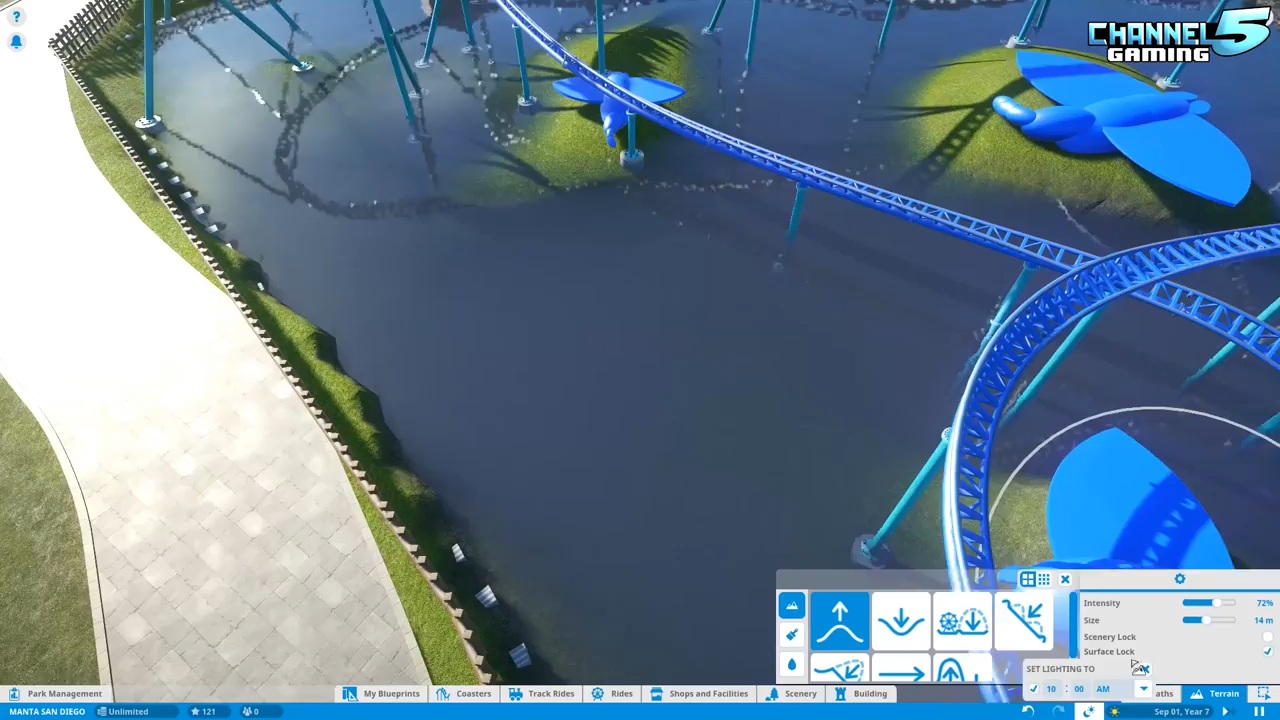 ?
CHANNEL 5
GAMING
Intensity 72%
Size 14 m
Scenery Lock
Surface Lock
SET LIGHTING TO
10 : 00 AM
Park Management
My Blueprints
Coasters
Track Rides
Rides
Shops and Facilities
Scenery
Building
aths
Terrain
MANTA SAN DIEGO
Unlimited
121
0
Sep 01, Year 7